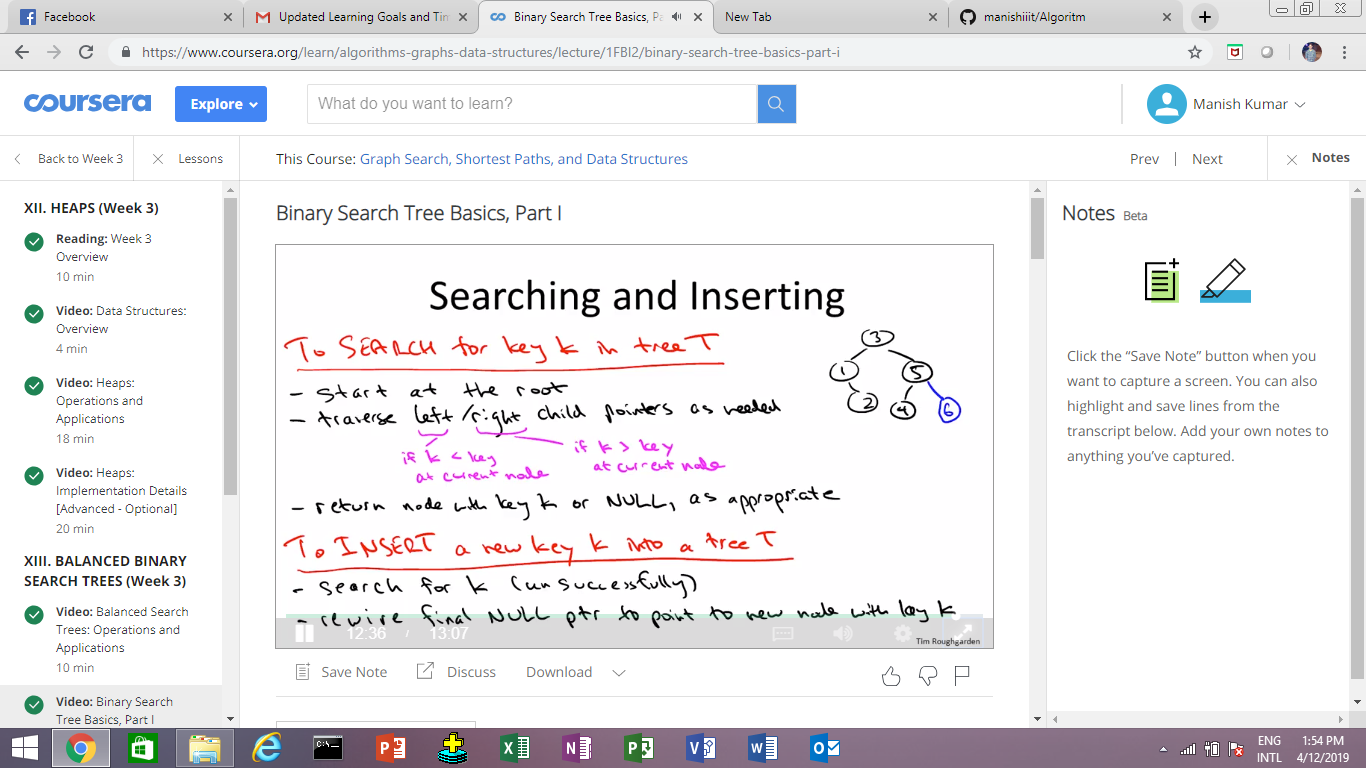 Facebook
Updated Learning Goals and Tim
Binary Search Tree Basics, Pa
New Tab
manishiiit/Algoritm
https://www.coursera.org/learn/algorithms-graphs-data-structures/lecture/1FBI2/binary-search-tree-basics-part-i
coursera
Explore
What do you want to learn?
Manish Kumar
Back to Week 3
Lessons
This Course: Graph Search, Shortest Paths, and Data Structures
Prev | Next
Notes
XII. HEAPS (Week 3)
Reading: Week 3
Overview
10 min
Video: Data Structures:
Overview
4 min
Video: Heaps:
Operations and
Applications
18 min
Video: Heaps:
Implementation Details
[Advanced - Optional]
20 min
XIII. BALANCED BINARY
SEARCH TREES (Week 3)
Video: Balanced Search
Trees: Operations and
Applications
10 min
Video: Binary Search
Tree Basics, Part I
Binary Search Tree Basics, Part I
Searching and Inserting
To SEARCH for key k in tree T
- start at the root
- traverse left/right child pointers as needed
if k < key
at current node
if k > key
at current node
- return node with key k or NULL, as appropriate
To INSERT a new key k into a tree T
- search for k (unsuccessfully)
- rewire final NULL ptr to point to new node with key k
3
1
5
2
4
6
12:36 / 13:07
Tim Roughgarden
Save Note
Discuss
Download
Notes Beta
Click the “Save Note” button when you
want to capture a screen. You can also
highlight and save lines from the
transcript below. Add your own notes to
anything you’ve captured.
ENG
INTL
1:54 PM
4/12/2019